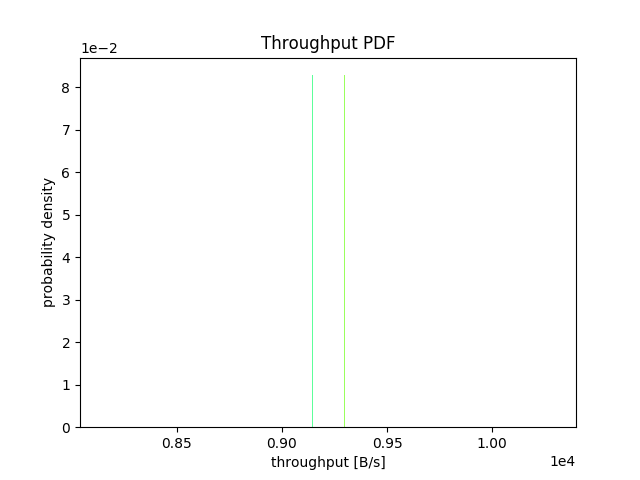 Throughput PDF
1e−2
8
7
6
5
4
3
2
1
0
probability density
0.85 0.90 0.95 1.00
1e4
throughput [B/s]